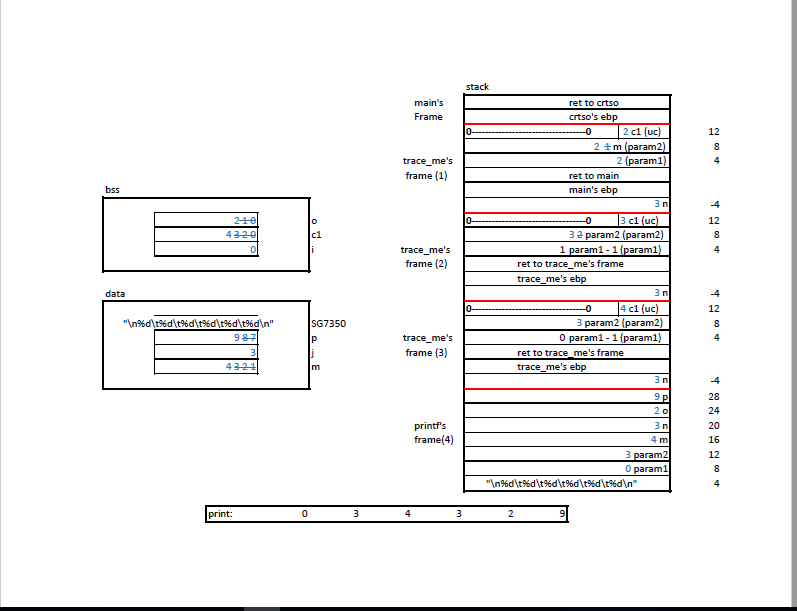 stack
main's ret to crtso
Frame crtso's ebp
0-----------------------------------0 2 c1 (uc) 12
2 1 m (param2) 8
trace_me's 2 (param1) 4
frame (1) ret to main
bss main's ebp
3 n -4
2 1 0 o 0-----------------------------------0 3 c1 (uc) 12
4 3 2 0 c1 3 2 param2 (param2) 8
0 i trace_me's 1 param1 - 1 (param1) 4
frame (2) ret to trace_me's frame
trace_me's ebp
data 3 n -4
0-----------------------------------0 4 c1 (uc) 12
"\n%d\t%d\t%d\t%d\t%d\t%d\n" SG7350 3 param2 (param2) 8
9 8 7 p trace_me's 0 param1 - 1 (param1) 4
3 j frame (3) ret to trace_me's frame
4 3 2 1 m trace_me's ebp
3 n -4
9 p 28
2 o 24
printf's 3 n 20
frame(4) 4 m 16
3 param2 12
0 param1 8
"\n%d\t%d\t%d\t%d\t%d\t%d\n" 4
print: 0 3 4 3 2 9